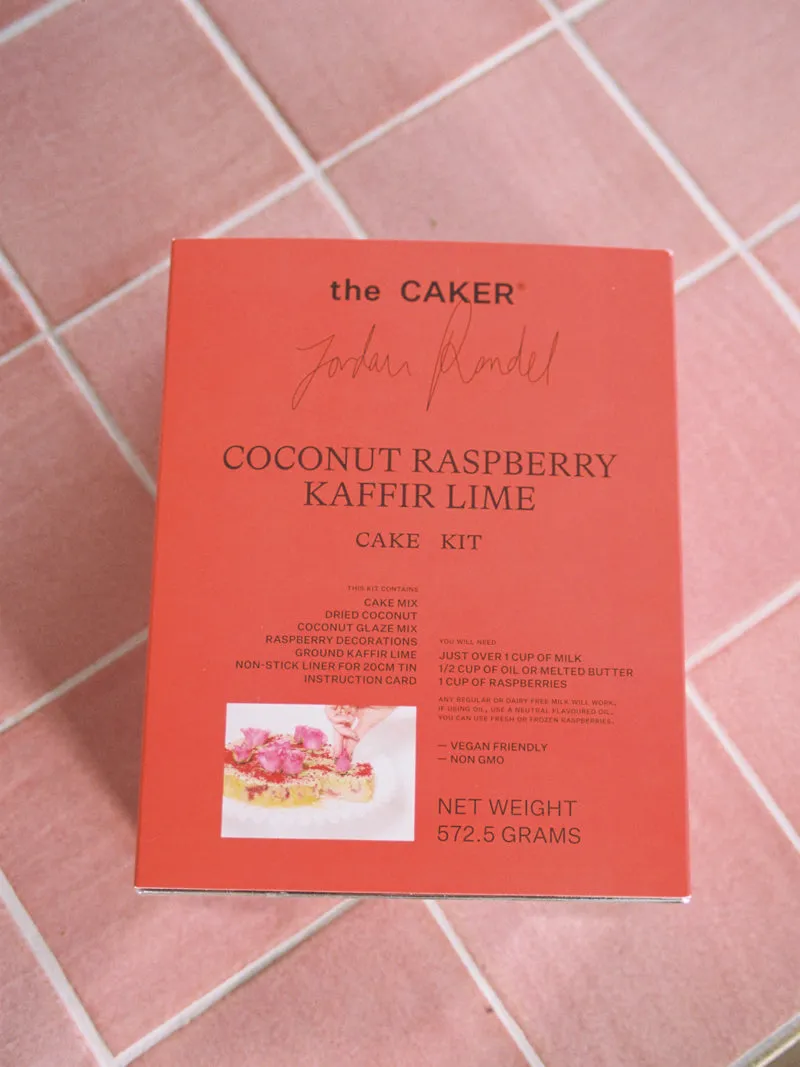 the CAKER®
Jordan Rondel
COCONUT RASPBERRY
KAFFIR LIME
CAKE KIT
THIS KIT CONTAINS
CAKE MIX
DRIED COCONUT
COCONUT GLAZE MIX
RASPBERRY DECORATIONS
GROUND KAFFIR LIME
NON-STICK LINER FOR 20CM TIN
INSTRUCTION CARD
YOU WILL NEED
JUST OVER 1 CUP OF MILK
1/2 CUP OF OIL OR MELTED BUTTER
1 CUP OF RASPBERRIES
ANY REGULAR OR DAIRY FREE MILK WILL WORK.
IF USING OIL, USE A NEUTRAL FLAVOURED OIL.
YOU CAN USE FRESH OR FROZEN RASPBERRIES.
— VEGAN FRIENDLY
— NON GMO
NET WEIGHT
572.5 GRAMS